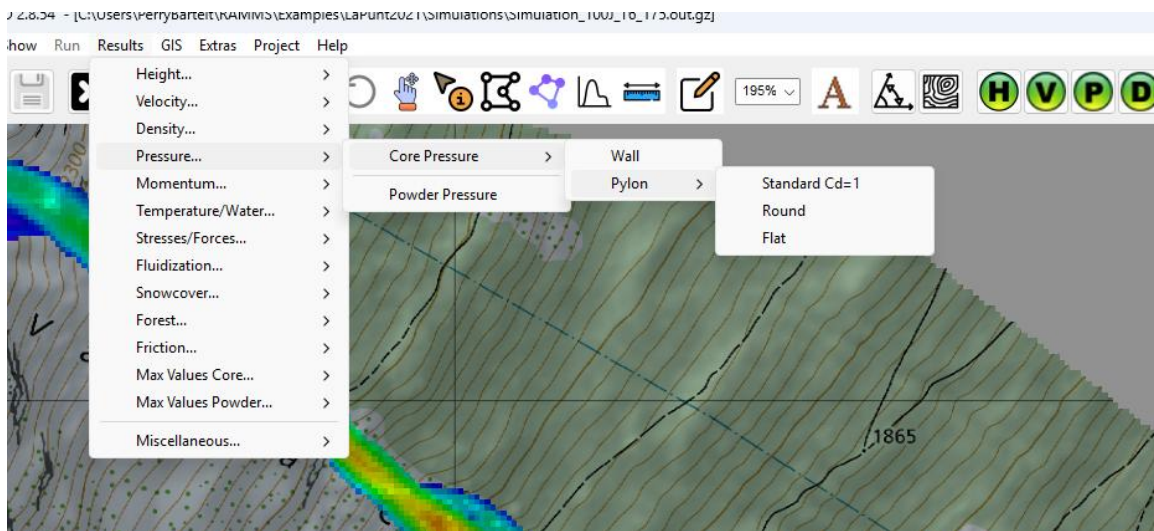 2.8.54 - [C:\Users\PerryBartelt\RAMMS\Examples\LaPunt2021\Simulations\Simulation_100J_16_175.out.gz]
Show Run Results GIS Extras Project Help
195% A H V P D
Height...
Velocity...
Density...
Pressure... Core Pressure Wall
Momentum... Powder Pressure Pylon Standard Cd=1
Temperature/Water... Round
Stresses/Forces... Flat
Fluidization...
Snowcover...
Forest...
Friction...
Max Values Core...
Max Values Powder...
Miscellaneous...
2300
1865